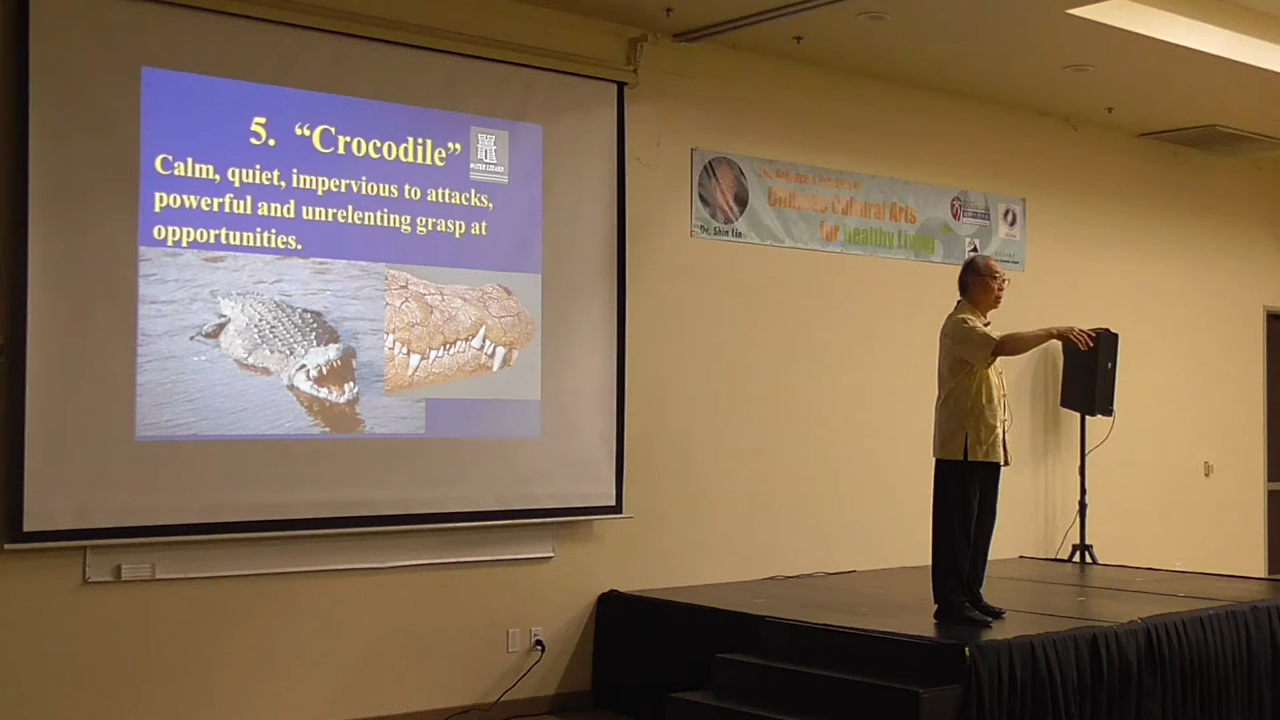 5. “Crocodile”
WATER LIZARD
Calm, quiet, impervious to attacks,
powerful and unrelenting grasp at
opportunities.
Chinese Cultural Arts
for Healthy Living
Dr. Shin Lin